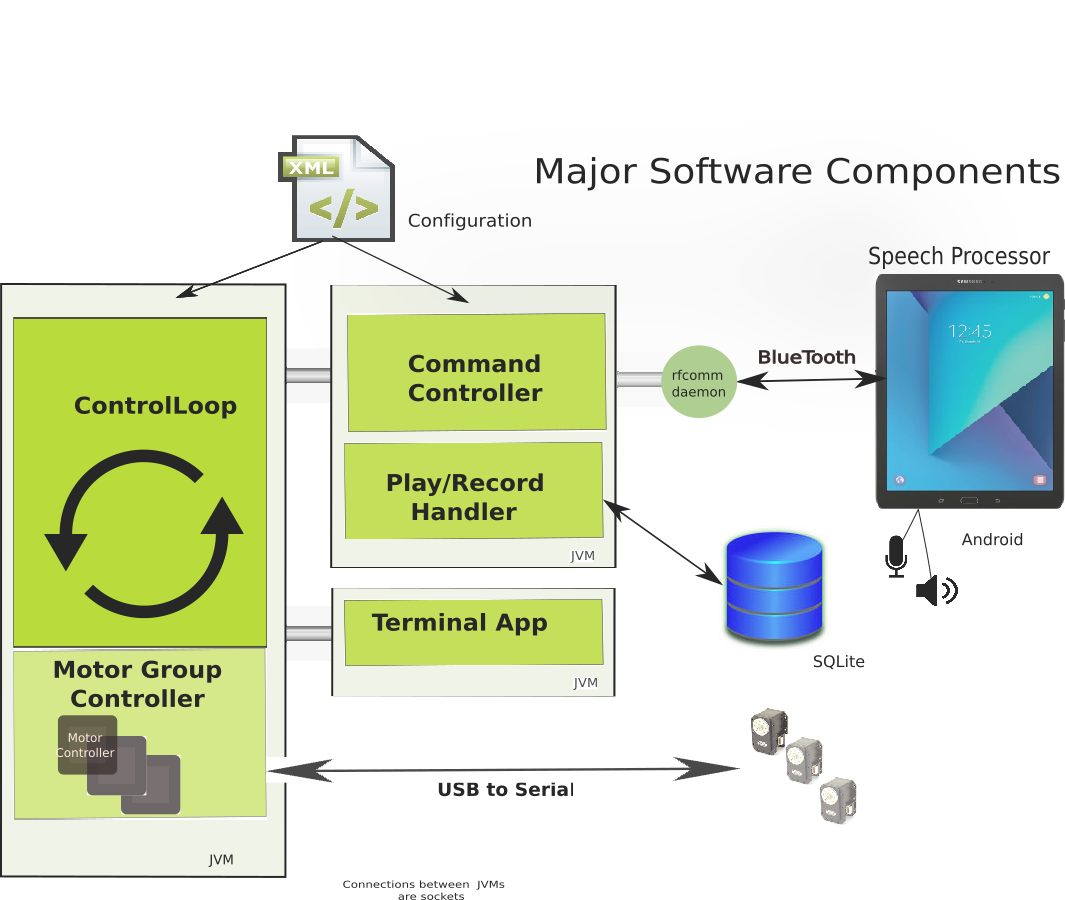 XML
</>
Major Software Components
Configuration
Speech Processor
SAMSUNG
12:45
ControlLoop
Command
Controller
rfcomm
daemon
BlueTooth
Play/Record
Handler
JVM
Android
Terminal App
JVM
SQLite
Motor Group
Controller
Motor
Controller
USB to Serial
JVM
Connections between JVMs
are sockets